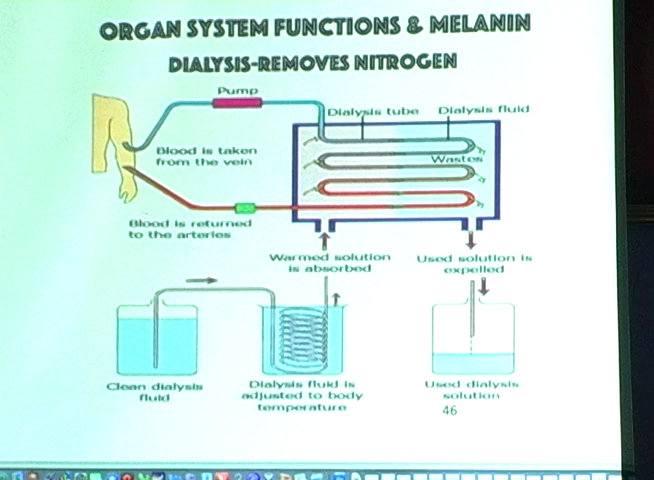 ORGAN SYSTEM FUNCTIONS & MELANIN
DIALYSIS-REMOVES NITROGEN
Pump
Dialysis tube
Dialysis fluid
Blood is taken
from the vein
Wastes
Blood is returned
to the arteries
Warmed solution
is absorbed
Used solution is
expelled
Clean dialysis
fluid
Dialysis fluid is
adjusted to body
temperature
Used dialysis
solution
46